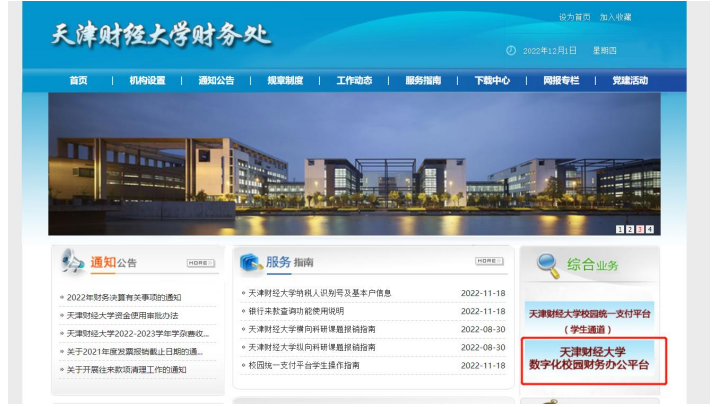 天津财经大学财务处
设为首页 加入收藏
2022年12月1日 星期四
首页 | 机构设置 | 通知公告 | 规章制度 | 工作动态 | 服务指南 | 下载中心 | 网报专栏 | 党建活动
1 2 3 4
通知公告 MORE
2022年财务决算有关事项的通知
天津财经大学资金使用审批办法
天津财经大学2022-2023学年学杂费收...
关于2021年度发票报销截止日期的通...
关于开展往来款项清理工作的通知
服务 指南 MORE
天津财经大学纳税人识别号及基本户信息 2022-11-18
银行来款查询功能使用说明 2022-11-18
天津财经大学横向科研课题报销指南 2022-08-30
天津财经大学纵向科研课题报销指南 2022-08-30
校园统一支付平台学生操作指南 2022-11-18
综合业务
天津财经大学校园统一支付平台
（学生通道）
天津财经大学
数字化校园财务办公平台